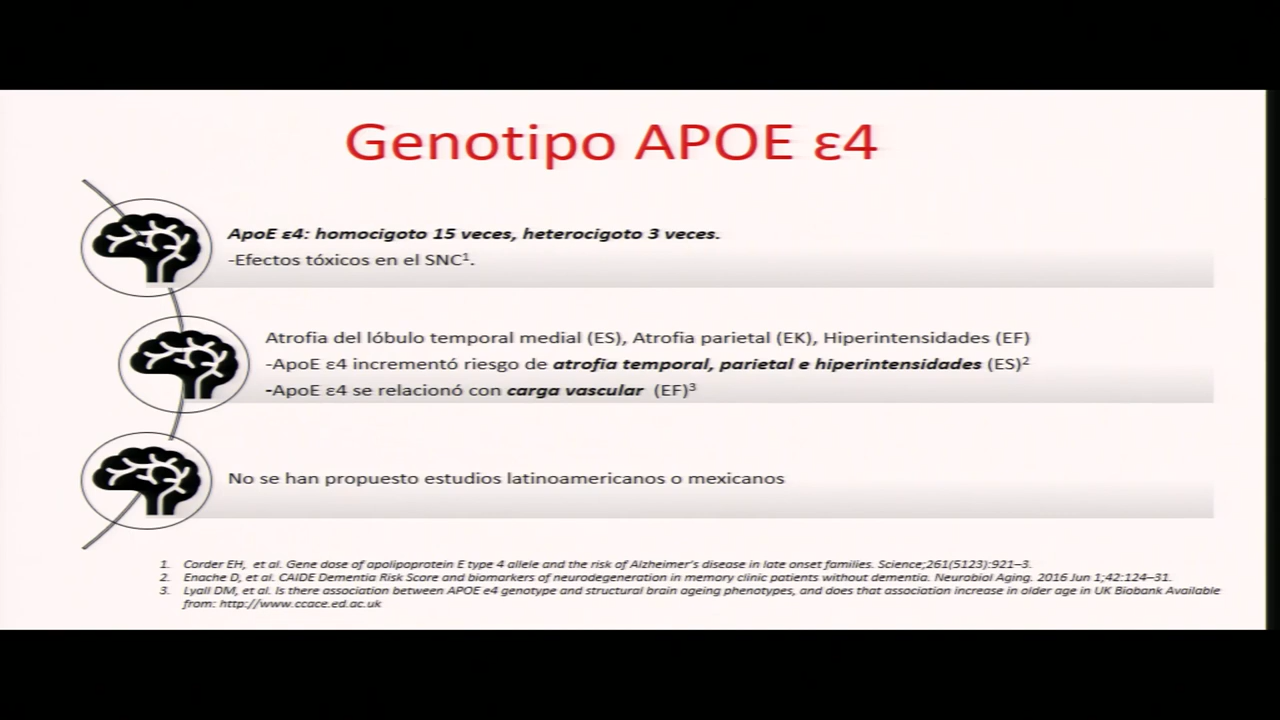 Genotipo APOE ε4
ApoE ε4: homocigoto 15 veces, heterocigoto 3 veces.
-Efectos tóxicos en el SNC¹.
Atrofia del lóbulo temporal medial (ES), Atrofia parietal (EK), Hiperintensidades (EF)
-ApoE ε4 incrementó riesgo de atrofia temporal, parietal e hiperintensidades (ES)²
-ApoE ε4 se relacionó con carga vascular (EF)³
No se han propuesto estudios latinoamericanos o mexicanos
1. Corder EH, et al. Gene dose of apolipoprotein E type 4 allele and the risk of Alzheimer's disease in late onset families. Science;261(5123):921–3.
2. Enache D, et al. CAIDE Dementia Risk Score and biomarkers of neurodegeneration in memory clinic patients without dementia. Neurobiol Aging. 2016 Jun 1;42:124–31.
3. Lyall DM, et al. Is there association between APOE e4 genotype and structural brain ageing phenotypes, and does that association increase in older age in UK Biobank Available
from: http://www.ccace.ed.ac.uk